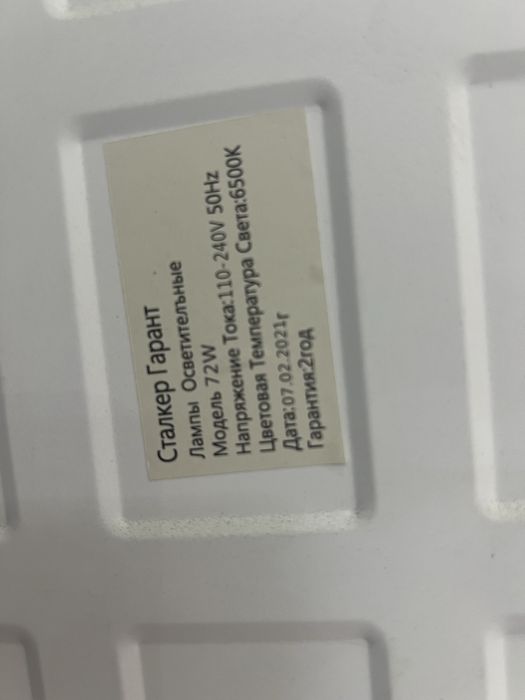 Сталкер Гарант
Лампы Осветителъные
Модель 72W
Напряжение Тока:110-240V 50Hz
Цветовая Температура Света:6500K
Дата:07.02.2021г
Гарантия:2год